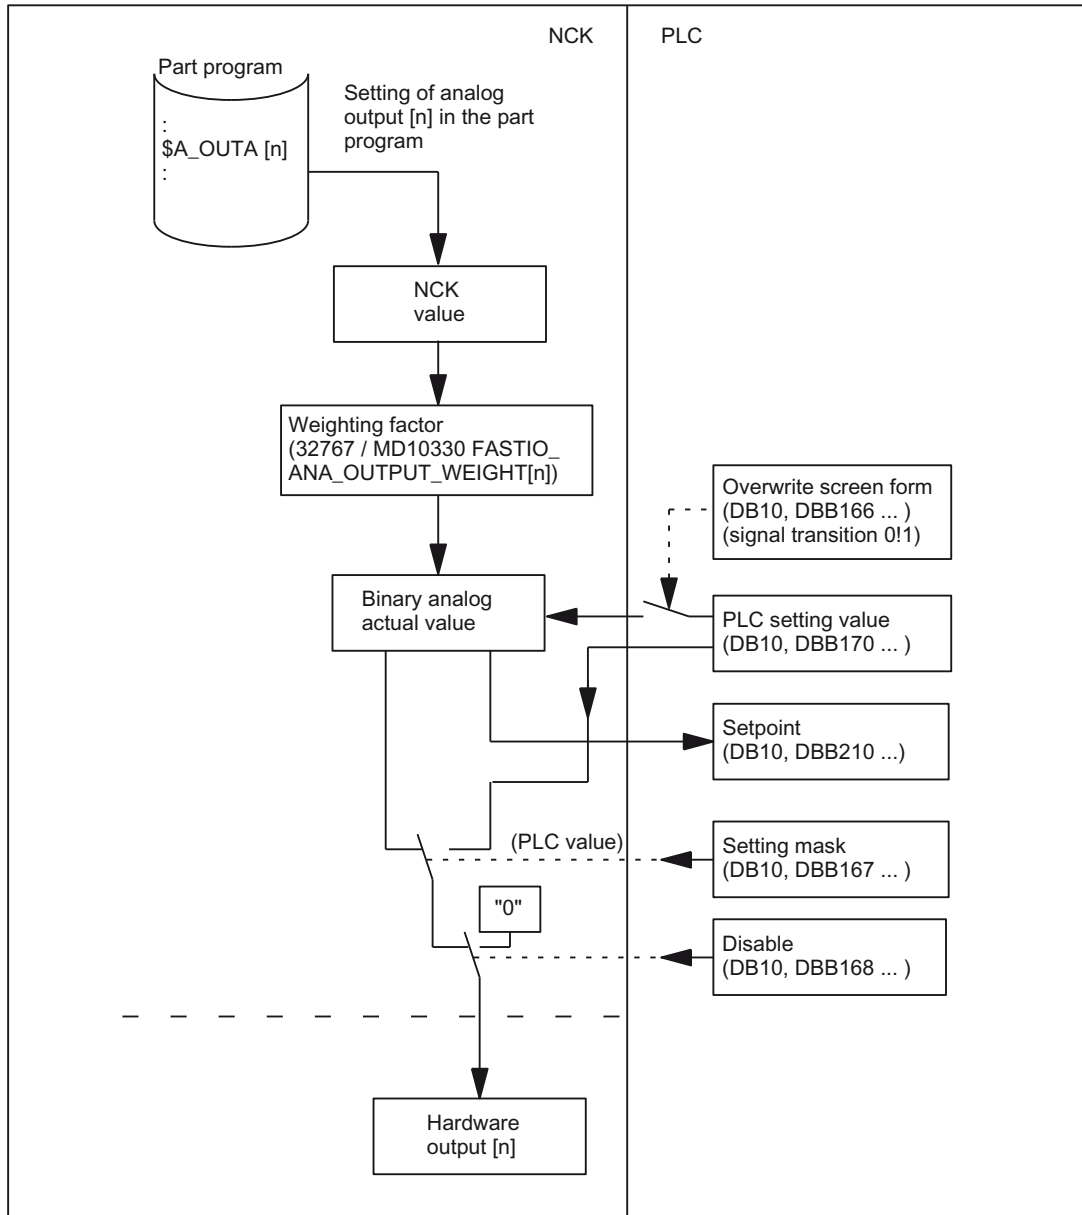 NCK
PLC
Part program
:
$A_OUTA [n]
:
Setting of analog
output [n] in the part
program
NCK
value
Weighting factor
(32767 / MD10330 FASTIO_
ANA_OUTPUT_WEIGHT[n])
Overwrite screen form
(DB10, DBB166 ... )
(signal transition 0!1)
Binary analog
actual value
PLC setting value
(DB10, DBB170 ... )
Setpoint
(DB10, DBB210 ...)
(PLC value)
Setting mask
(DB10, DBB167 ... )
"0"
Disable
(DB10, DBB168 ... )
Hardware
output [n]